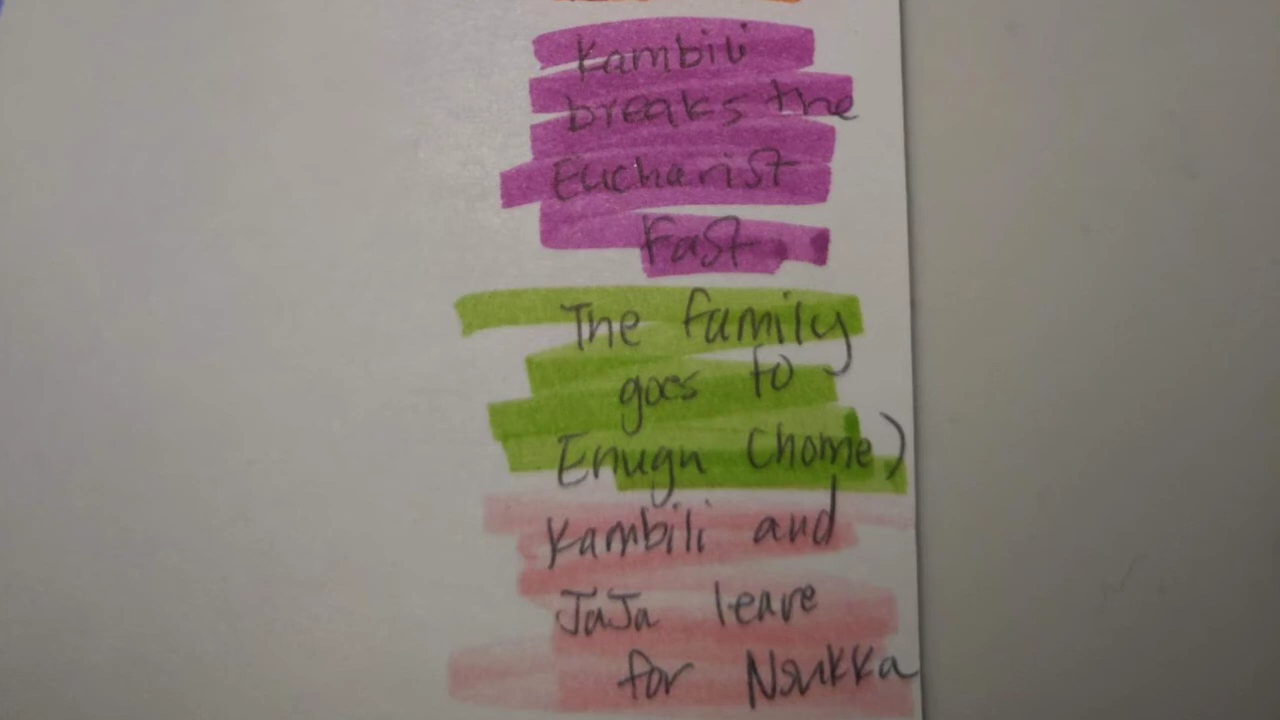 Kambili
breaks the
Eucharist
Fast
The family
goes to
Enugu (home)
Kambili and
JaJa leave
for Nsukka